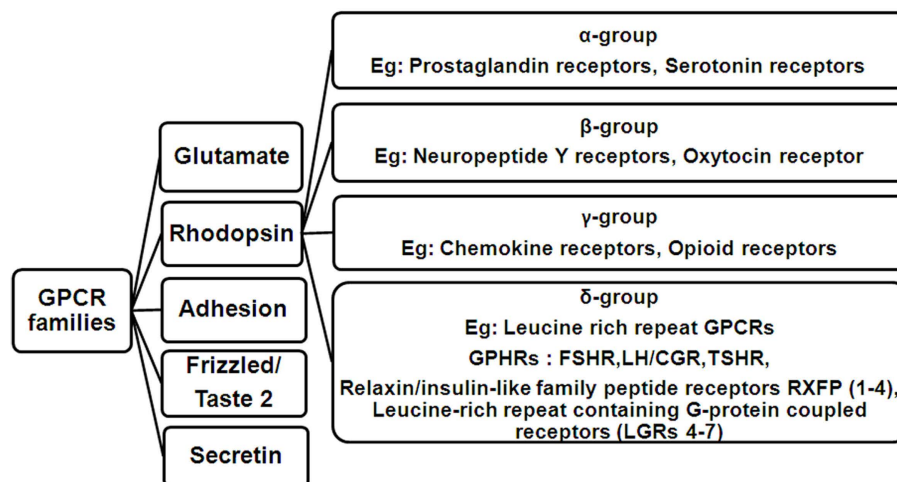 GPCR
families
Glutamate
Rhodopsin
Adhesion
Frizzled/
Taste 2
Secretin
α-group
Eg: Prostaglandin receptors, Serotonin receptors
β-group
Eg: Neuropeptide Y receptors, Oxytocin receptor
γ-group
Eg: Chemokine receptors, Opioid receptors
δ-group
Eg: Leucine rich repeat GPCRs
GPHRs : FSHR,LH/CGR,TSHR,
Relaxin/insulin-like family peptide receptors RXFP (1-4),
Leucine-rich repeat containing G-protein coupled
receptors (LGRs 4-7)